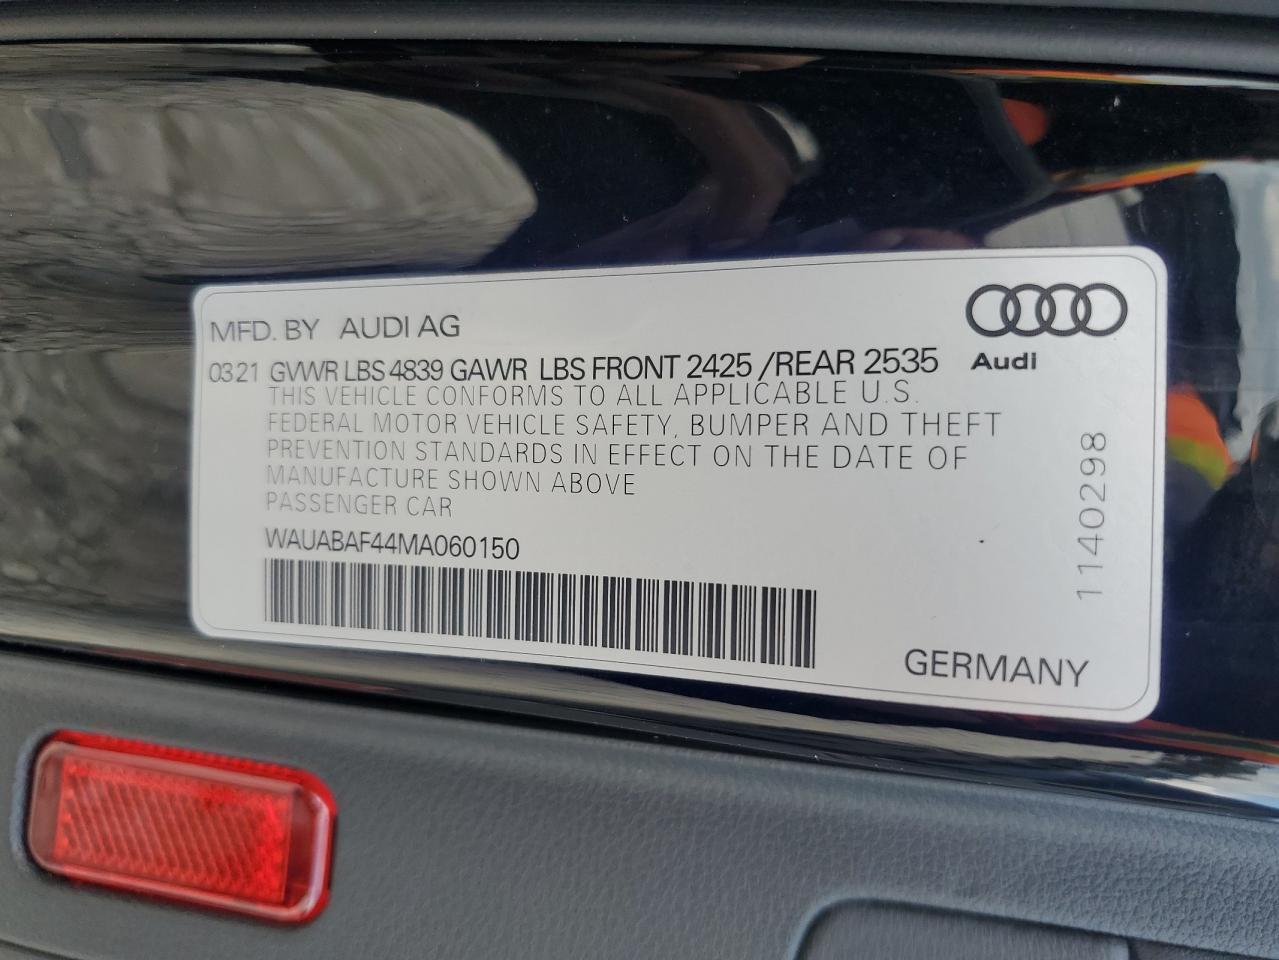 MFD. BY AUDI AG
Audi
03 21 GVWR LBS 4839 GAWR LBS FRONT 2425 /REAR 2535
THIS VEHICLE CONFORMS TO ALL APPLICABLE U.S.
FEDERAL MOTOR VEHICLE SAFETY, BUMPER AND THEFT
PREVENTION STANDARDS IN EFFECT ON THE DATE OF
MANUFACTURE SHOWN ABOVE
PASSENGER CAR
WAUABAF44MA060150
1140298
GERMANY